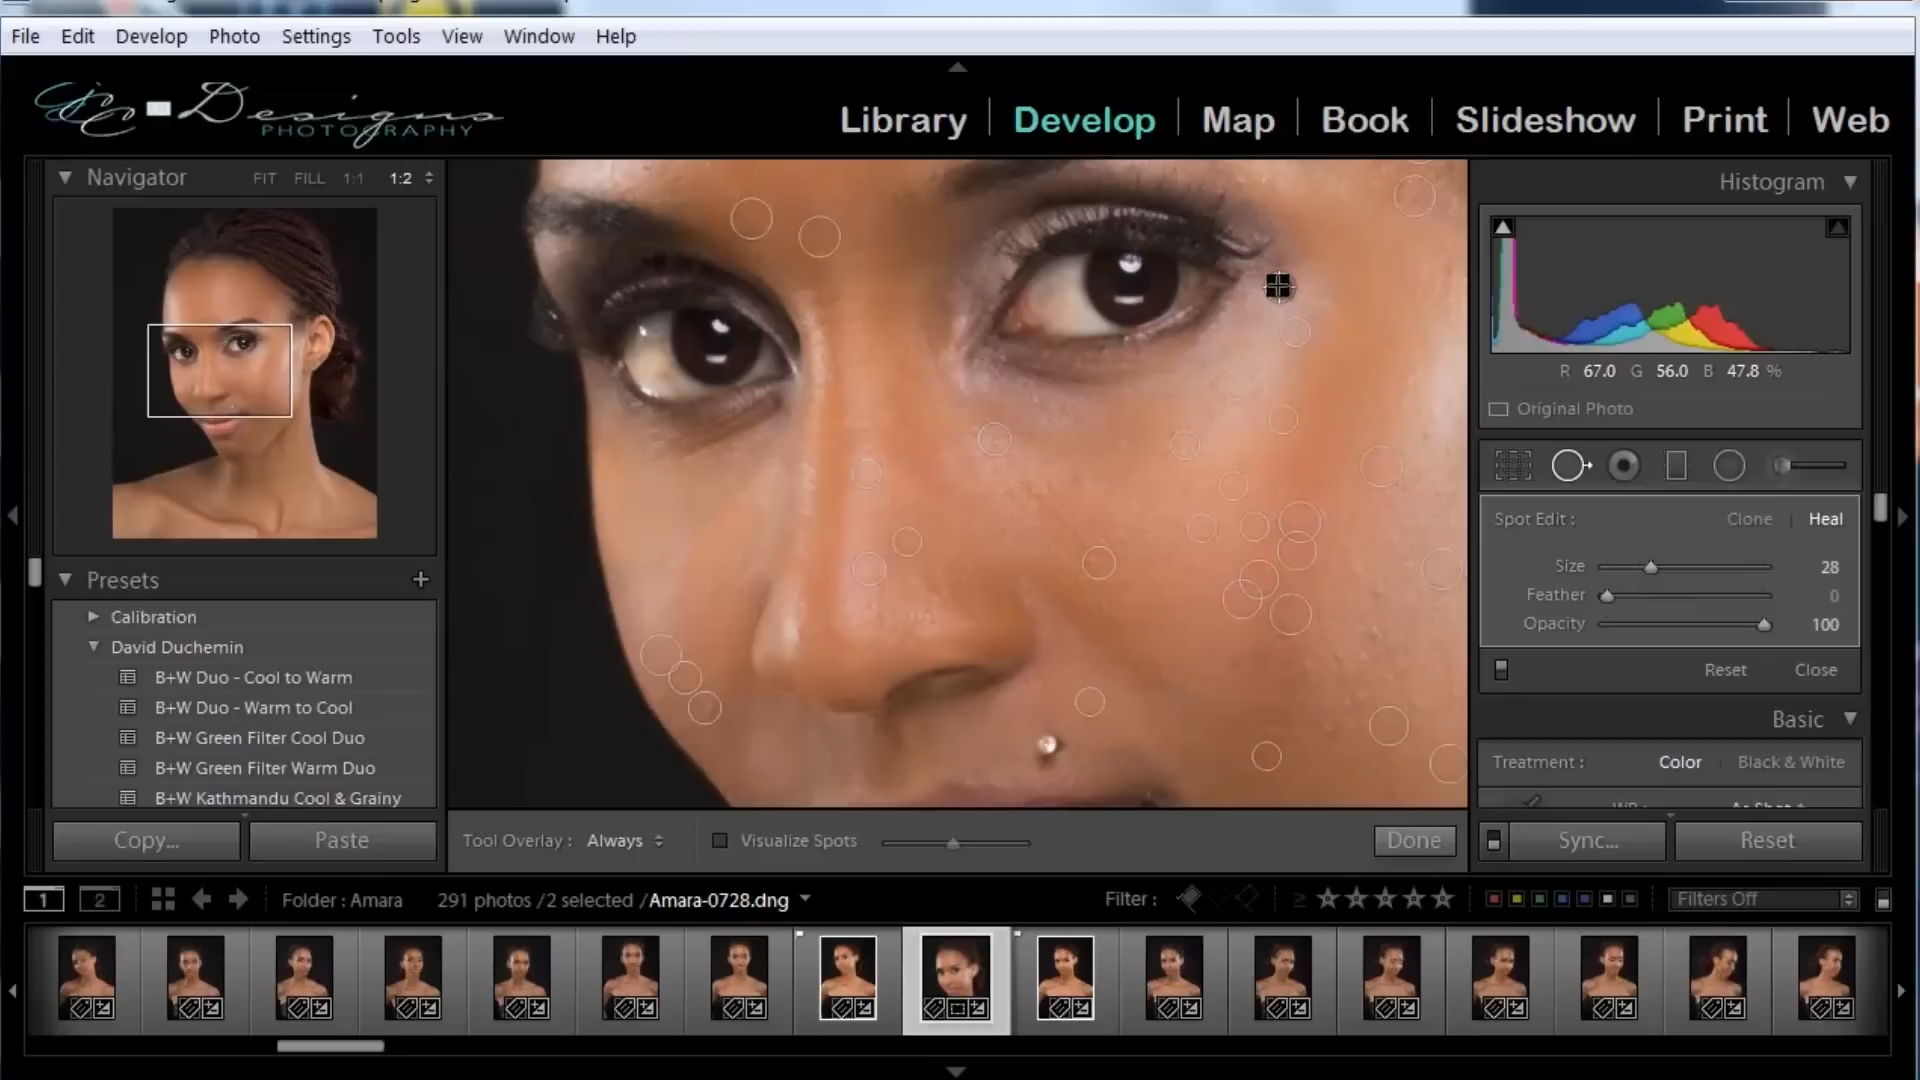 File Edit Develop Photo Settings Tools View Window Help
Designs
PHOTOGRAPHY
Library Develop Map Book Slideshow Print Web
Navigator FIT FILL 1:1 1:2
Histogram
R 67.0 G 56.0 B 47.8 %
Original Photo
Spot Edit : Clone Heal
Size 28
Feather 0
Opacity 100
Reset Close
Presets
Calibration
David Duchemin
B+W Duo - Cool to Warm
B+W Duo - Warm to Cool
B+W Green Filter Cool Duo
B+W Green Filter Warm Duo
B+W Kathmandu Cool & Grainy
Basic
Treatment : Color Black & White
WB : As Shot
Copy... Paste
Tool Overlay : Always Visualize Spots Done
Sync... Reset
1 2 Folder : Amara 291 photos /2 selected /Amara-0728.dng Filter : Filters Off